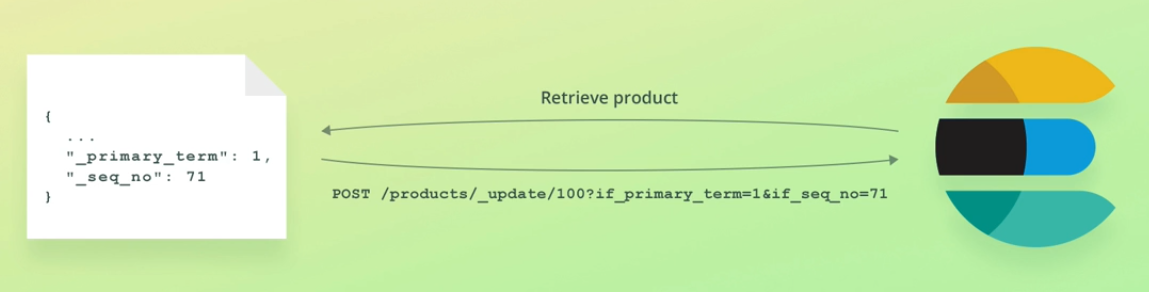 Retrieve product
{
...
"_primary_term": 1,
"_seq_no": 71
}
POST /products/_update/100?if_primary_term=1&if_seq_no=71